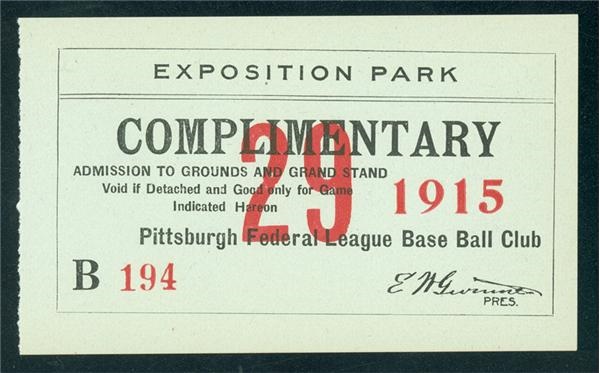 EXPOSITION PARK
COMPLIMENTARY
29
ADMISSION TO GROUNDS AND GRAND STAND
Void if Detached and Good only for Game
Indicated Hereon
1915
Pittsburgh Federal League Base Ball Club
B 194
E W Gwinner
PRES.